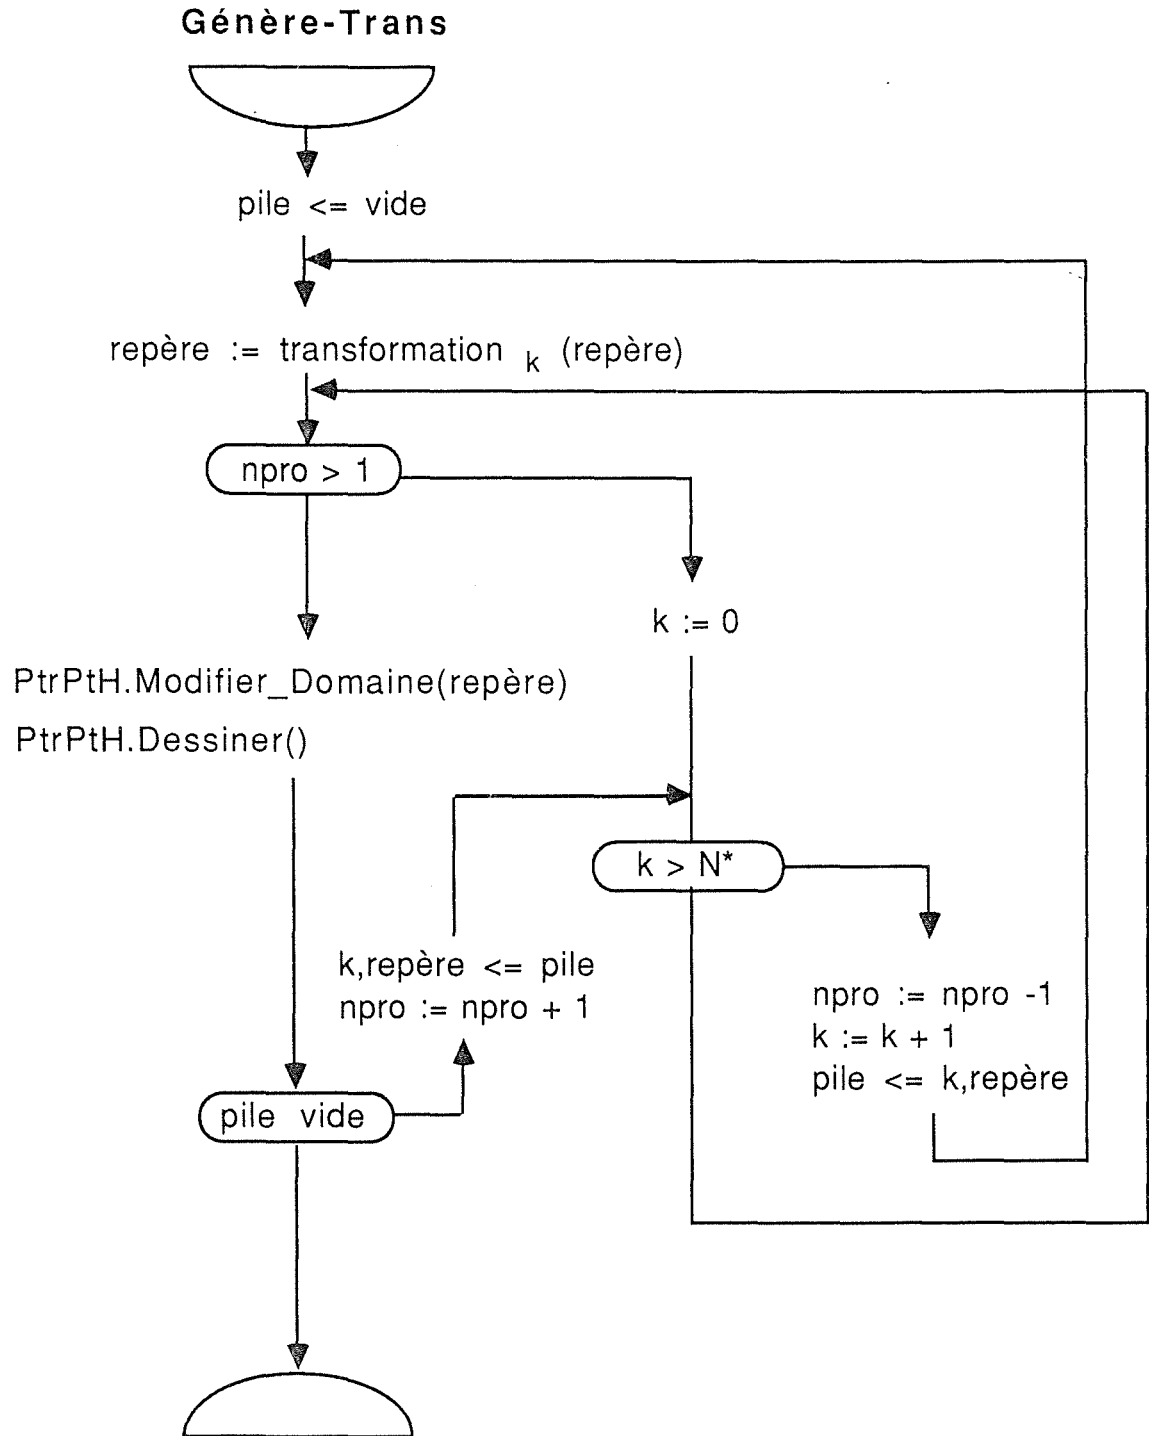 Génère-Trans
pile <= vide
repère := transformation k (repère)
npro > 1
k := 0
PtrPtH.Modifier_Domaine(repère)
PtrPtH.Dessiner()
k > N*
k,repère <= pile
npro := npro + 1
npro := npro -1
k := k + 1
pile <= k,repère
pile vide